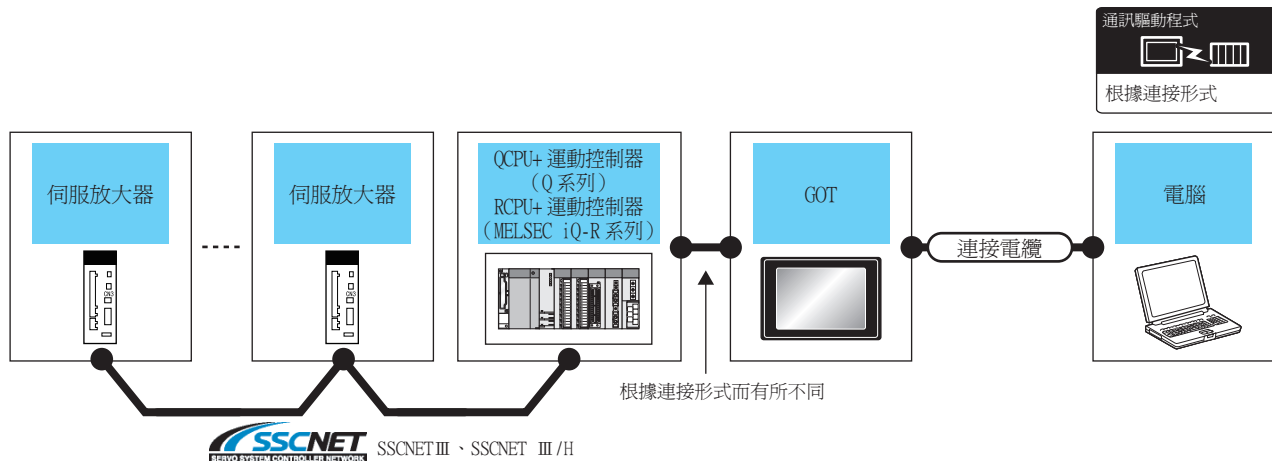 通訊驅動程式
根據連接形式
伺服放大器
伺服放大器
QCPU+ 運動控制器
(Q 系列)
RCPU+ 運動控制器
(MELSEC iQ-R 系列)
GOT
電腦
CN3
CN3
連接電纜
根據連接形式而有所不同
SSCNET
SERVO SYSTEM CONTROLLER NETWORK
SSCNETⅢ、SSCNET Ⅲ/H